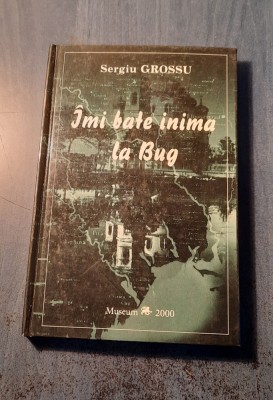 Sergiu GROSSU
Îmi bate inima
la Bug
Museum 2000